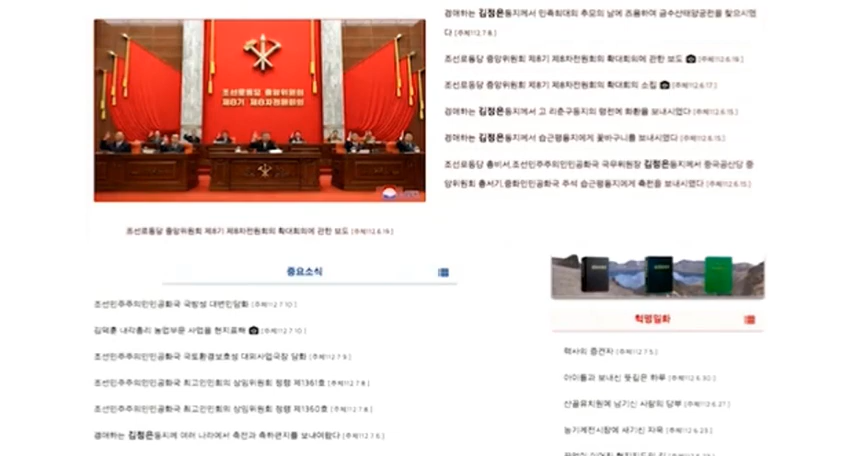 경애하는 김정은동지께서 민족최대의 추모의 날에 즈음하여 금수산태양궁전을 찾으시였
다 [주체112.7.8.]
조선로동당 중앙위원회 제8기 제8차전원회의 확대회의에 관한 보도 [주체112.6.19.]
조선로동당 중앙위원회 제8기 제8차전원회의 확대회의 소집 [주체112.6.17.]
경애하는 김정은동지께서 고 리춘구동지의 령전에 화환을 보내시였다 [주체112.6.15.]
경애하는 김정은동지께서 습근평동지에게 꽃바구니를 보내시였다 [주체112.6.15.]
조선로동당 총비서,조선민주주의인민공화국 국무위원장 김정은동지께서 중국공산당 중
앙위원회 총서기,중화인민공화국 주석 습근평동지에게 축전을 보내시였다 [주체112.6.15.]
조선로동당 중앙위원회
제8기 제8차전원회의
조선로동당 중앙위원회 제8기 제8차전원회의 확대회의에 관한 보도 [주체112.6.19.]
중요소식
조선민주주의인민공화국 국방성 대변인담화 [주체112.7.10.]
김덕훈 내각총리 농업부문 사업을 현지료해 [주체112.7.10.]
조선민주주의인민공화국 국토환경보호성 대외사업국장 담화 [주체112.7.9.]
조선민주주의인민공화국 최고인민회의 상임위원회 정령 제1361호 [주체112.7.8.]
조선민주주의인민공화국 최고인민회의 상임위원회 정령 제1360호 [주체112.7.8.]
경애하는 김정은동지에 여러 나라에서 축전과 축하편지를 보내여왔다 [주체112.7.6.]
혁명일화
력사의 증견자 [주체112.7.5.]
아이들과 보내신 뜻깊은 하루 [주체112.6.30.]
산골유치원에 남기신 사랑의 당부 [주체112.6.27.]
농기계전시장에 새기신 자욱 [주체112.6.23.]